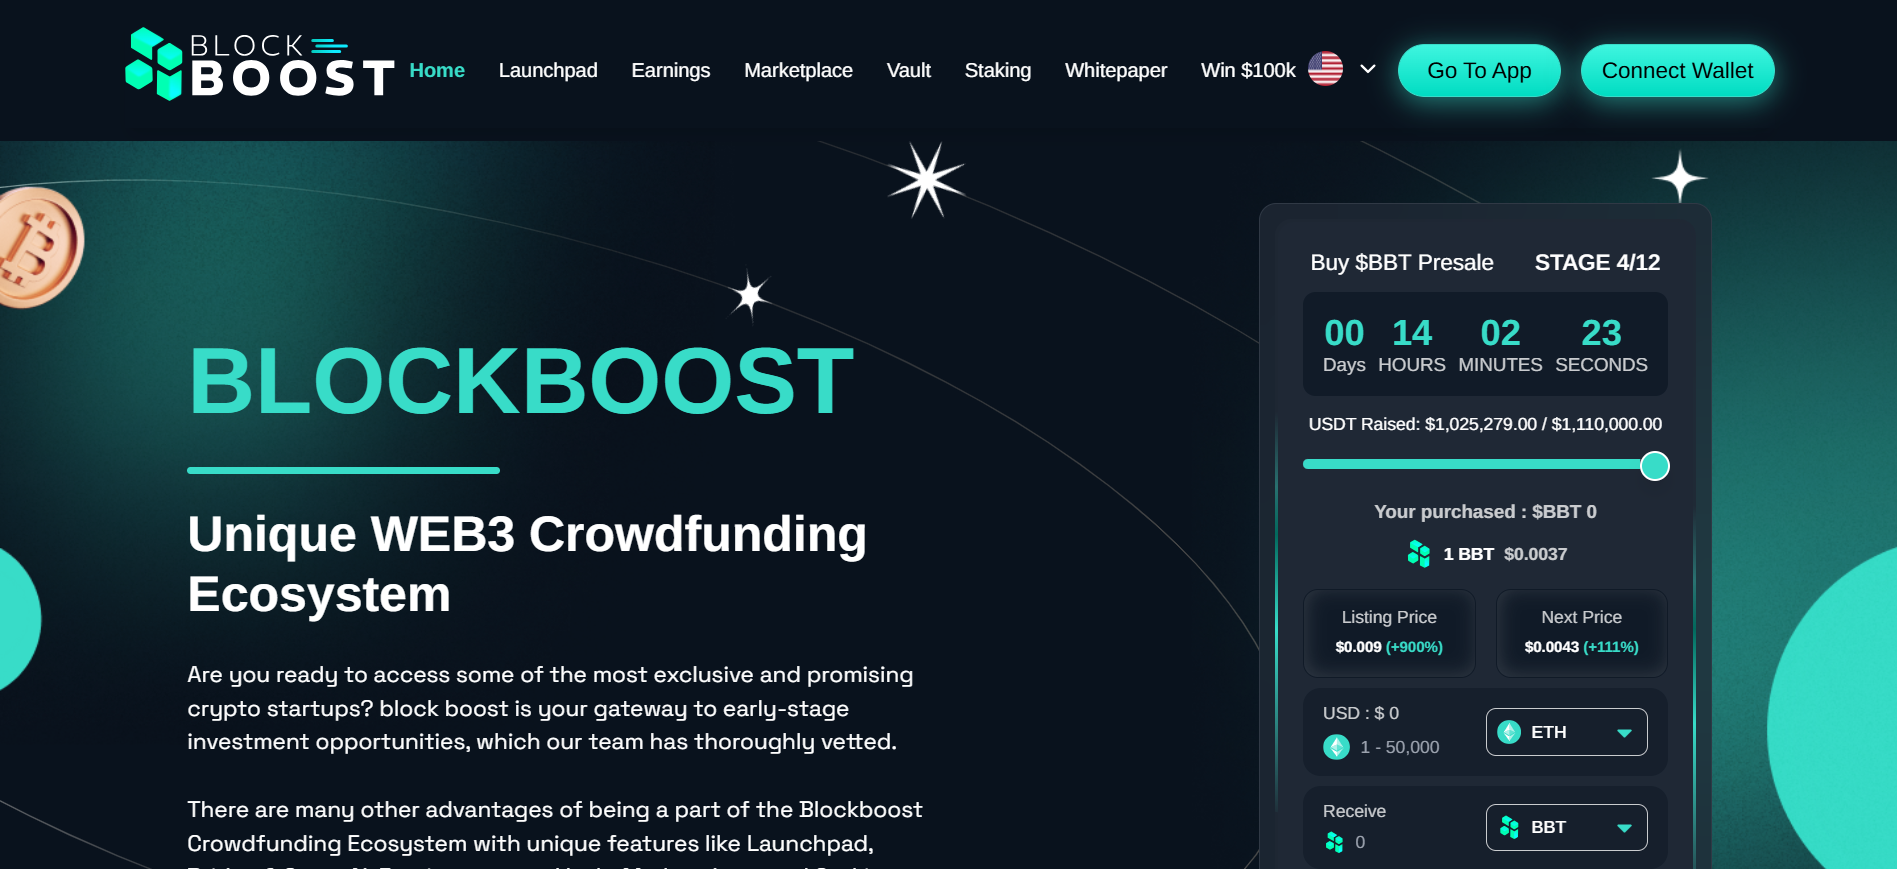 BLOCK
BOOST
Home Launchpad Earnings Marketplace Vault Staking Whitepaper Win $100k Go To App Connect Wallet
BLOCKBOOST
Unique WEB3 Crowdfunding
Ecosystem
Are you ready to access some of the most exclusive and promising
crypto startups? block boost is your gateway to early-stage
investment opportunities, which our team has thoroughly vetted.
There are many other advantages of being a part of the Blockboost
Crowdfunding Ecosystem with unique features like Launchpad,
Buy $BBT Presale STAGE 4/12
00 14 02 23
Days HOURS MINUTES SECONDS
USDT Raised: $1,025,279.00 / $1,110,000.00
Your purchased : $BBT 0
1 BBT $0.0037
Listing Price Next Price
$0.009 (+900%) $0.0043 (+111%)
USD : $ 0
1 - 50,000 ETH
Receive
0 BBT